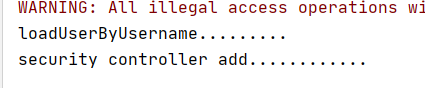 WARNING: All illegal access operations wi
loadUserByUsername.........
security controller add............